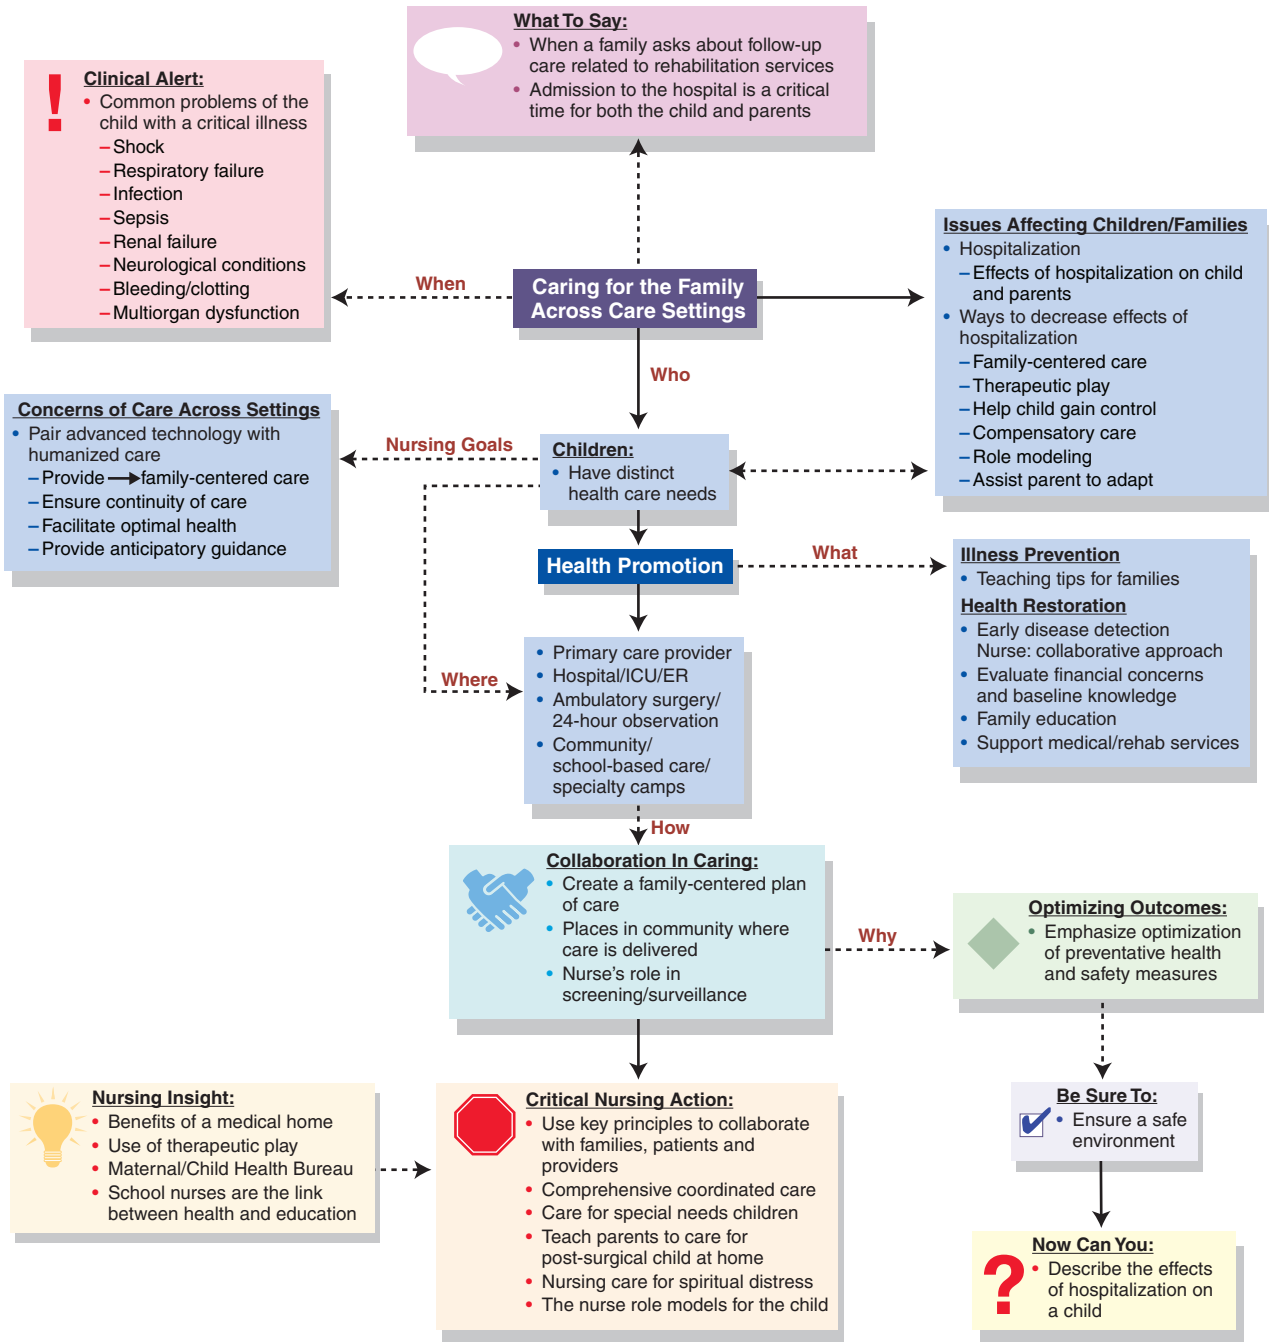 What To Say:
• When a family asks about follow-up
care related to rehabilitation services
• Admission to the hospital is a critical
time for both the child and parents
Clinical Alert:
• Common problems of the
child with a critical illness
– Shock
– Respiratory failure
– Infection
– Sepsis
– Renal failure
– Neurological conditions
– Bleeding/clotting
– Multiorgan dysfunction
When
Caring for the Family
Across Care Settings
Issues Affecting Children/Families
• Hospitalization
– Effects of hospitalization on child
and parents
• Ways to decrease effects of
hospitalization
– Family-centered care
– Therapeutic play
– Help child gain control
– Compensatory care
– Role modeling
– Assist parent to adapt
Who
Concerns of Care Across Settings
• Pair advanced technology with
humanized care
– Provide → family-centered care
– Ensure continuity of care
– Facilitate optimal health
– Provide anticipatory guidance
Nursing Goals
Children:
• Have distinct
health care needs
Health Promotion
What
Illness Prevention
• Teaching tips for families
Health Restoration
• Early disease detection
Nurse: collaborative approach
• Evaluate financial concerns
and baseline knowledge
• Family education
• Support medical/rehab services
Where
• Primary care provider
• Hospital/ICU/ER
• Ambulatory surgery/
24-hour observation
• Community/
school-based care/
specialty camps
How
Collaboration In Caring:
• Create a family-centered plan
of care
• Places in community where
care is delivered
• Nurse's role in
screening/surveillance
Why
Optimizing Outcomes:
• Emphasize optimization
of preventative health
and safety measures
Nursing Insight:
• Benefits of a medical home
• Use of therapeutic play
• Maternal/Child Health Bureau
• School nurses are the link
between health and education
Critical Nursing Action:
• Use key principles to collaborate
with families, patients and
providers
• Comprehensive coordinated care
• Care for special needs children
• Teach parents to care for
post-surgical child at home
• Nursing care for spiritual distress
• The nurse role models for the child
Be Sure To:
• Ensure a safe
environment
Now Can You:
• Describe the effects
of hospitalization on
a child